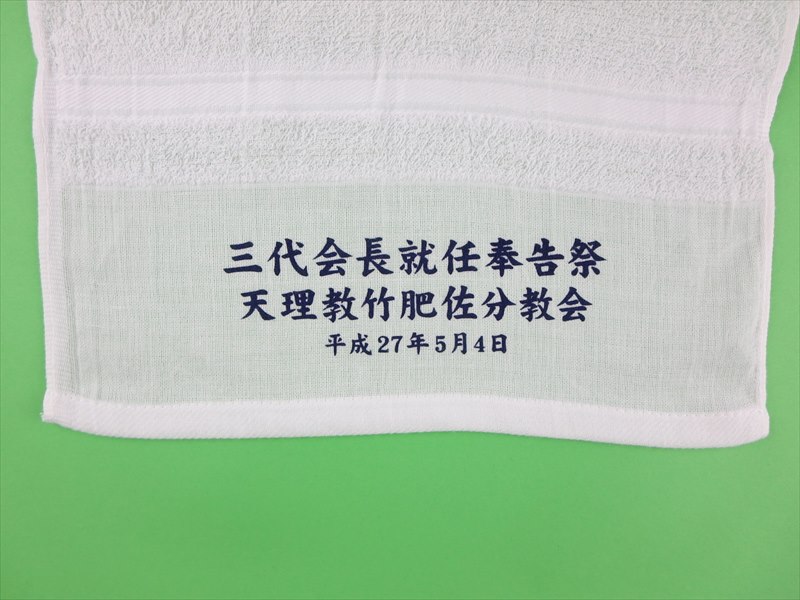 三代会長就任奉告祭
天理教竹肥佐分教会
平成27年5月4日